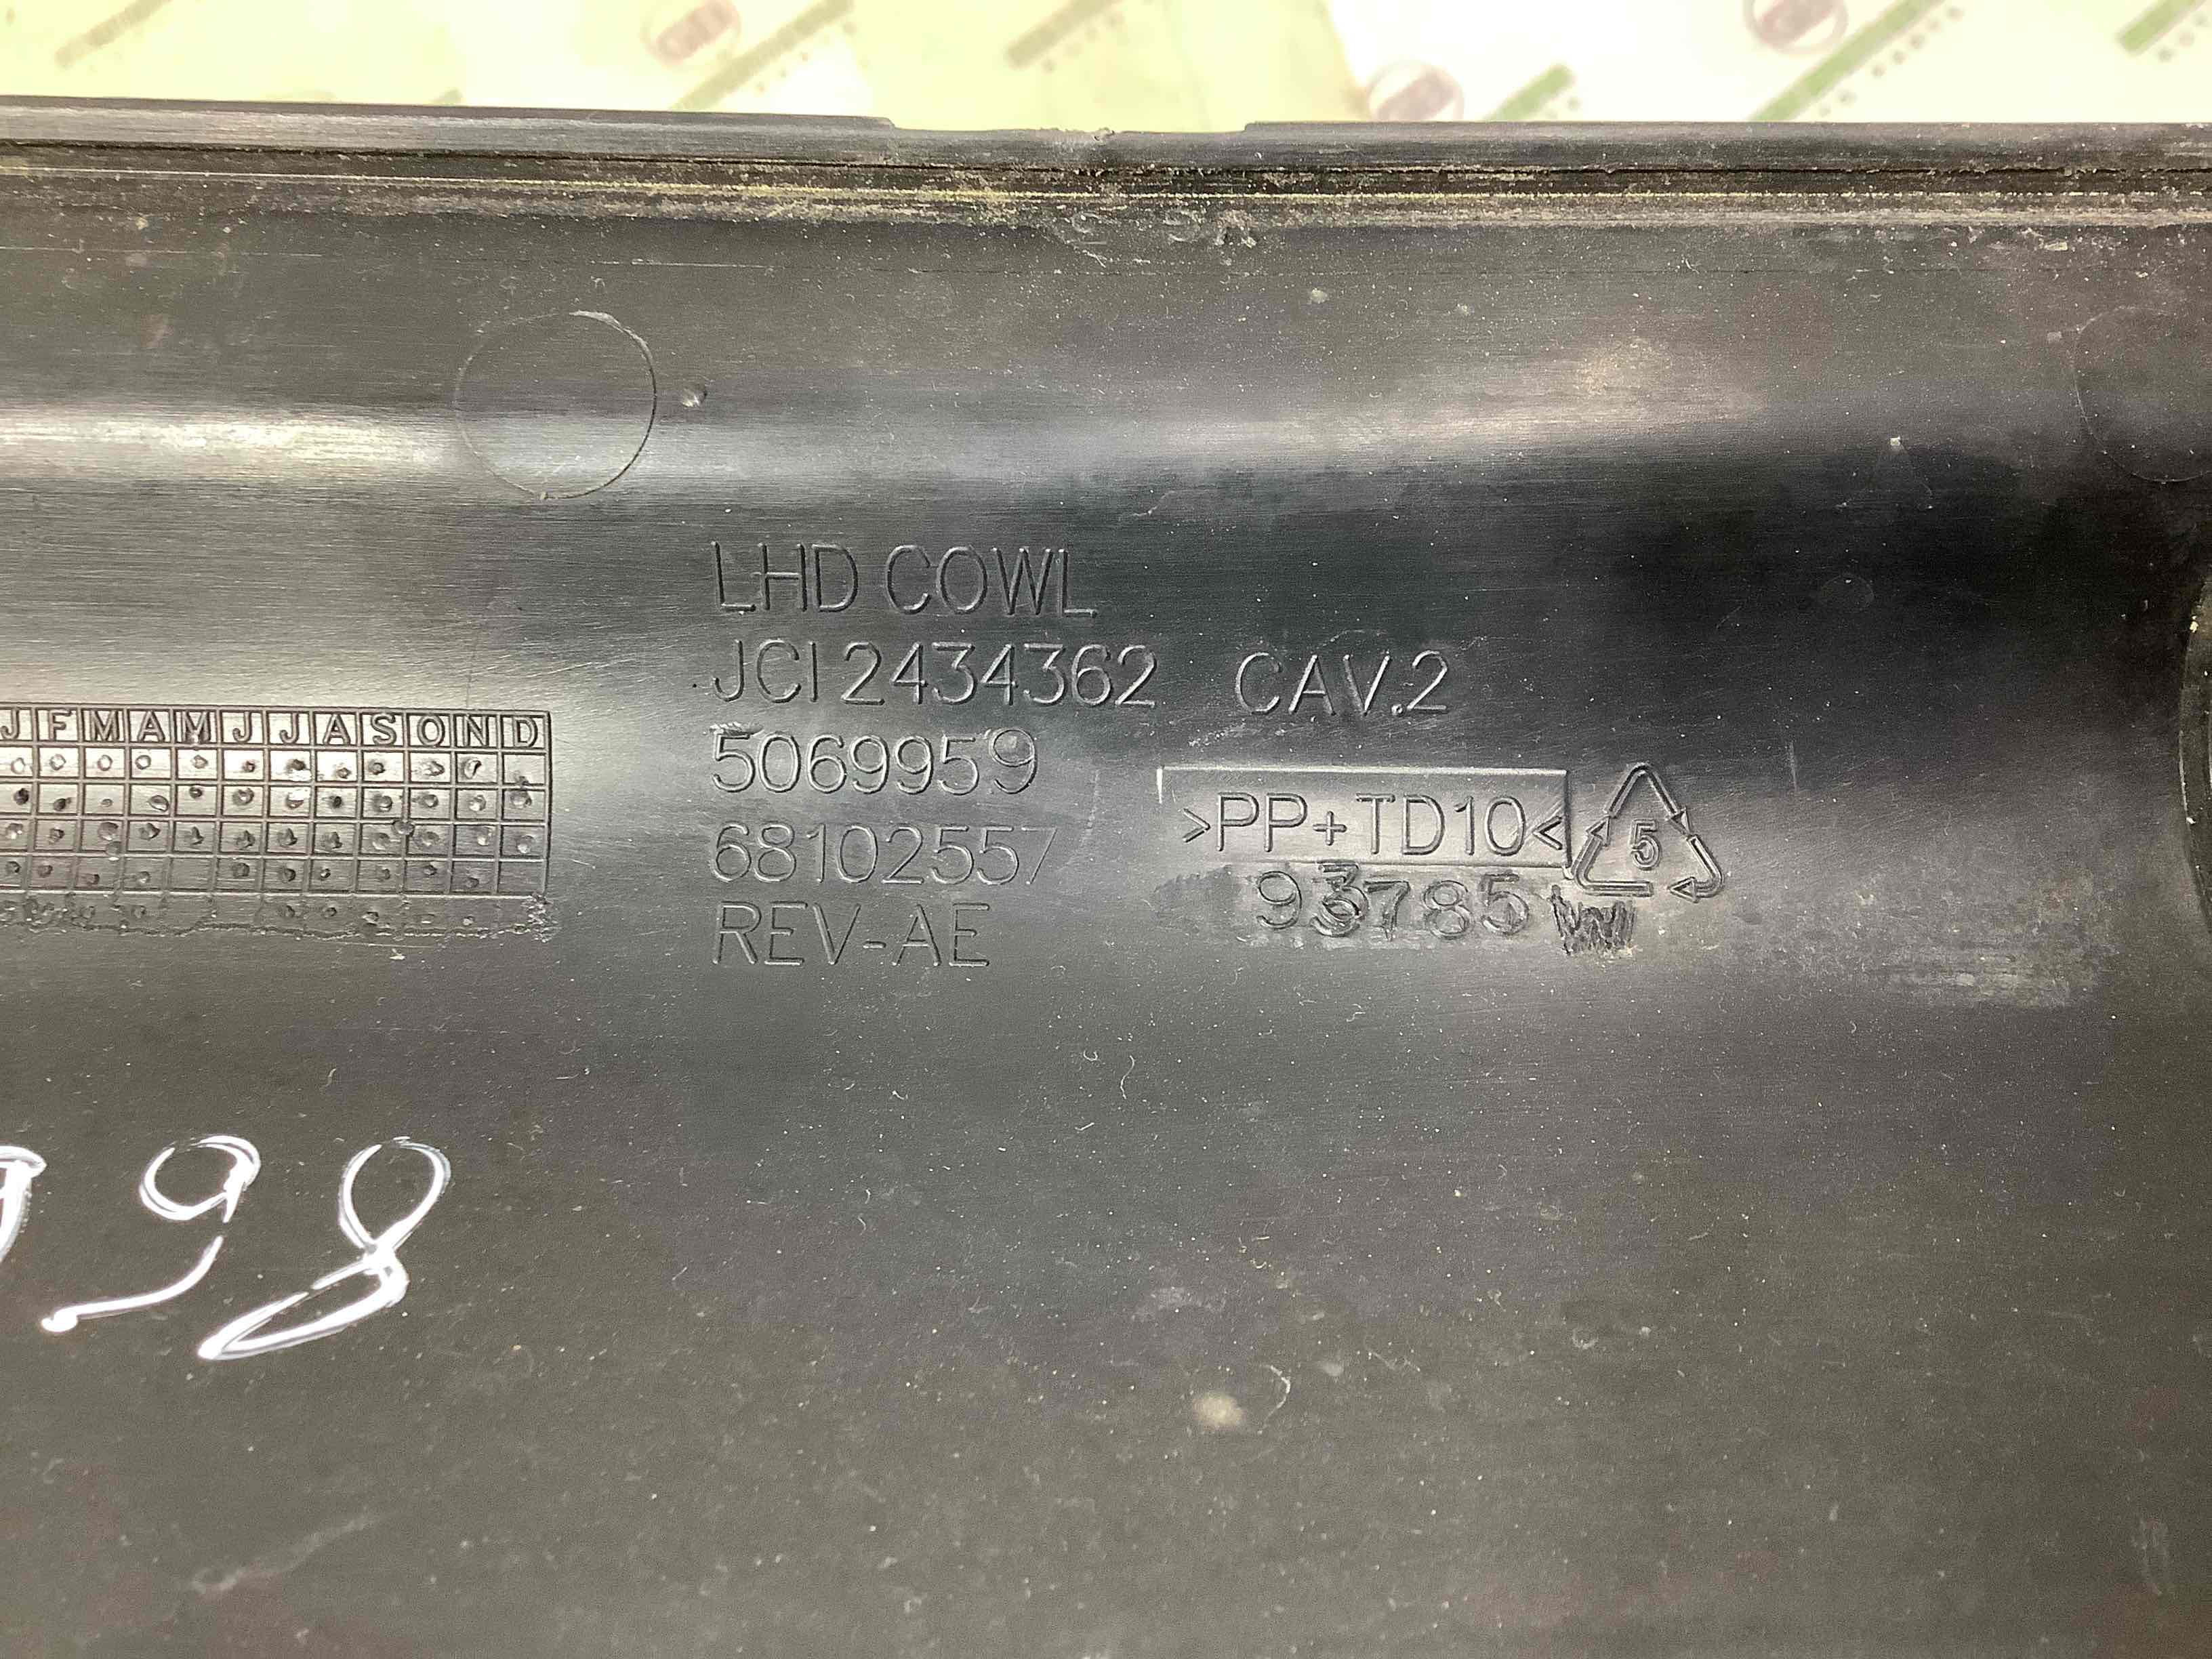 LHD COWL
JCI 2434362 CAV.2
J F M A M J J A S O N D
5069959
>PP+TD10< 5
68102557
93785
REV-AE
98